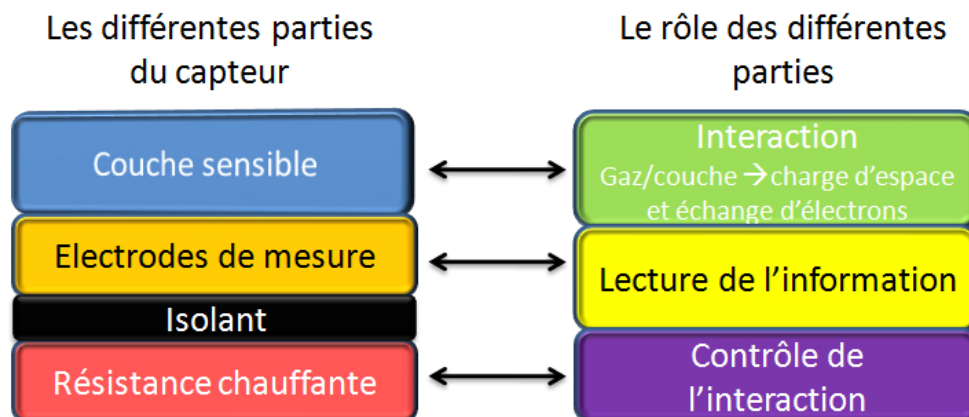 Les différentes parties
du capteur
Couche sensible
Electrodes de mesure
Isolant
Résistance chauffante
Le rôle des différentes
parties
Interaction
Gaz/couche → charge d'espace
et échange d'électrons
Lecture de l'information
Contrôle de
l'interaction